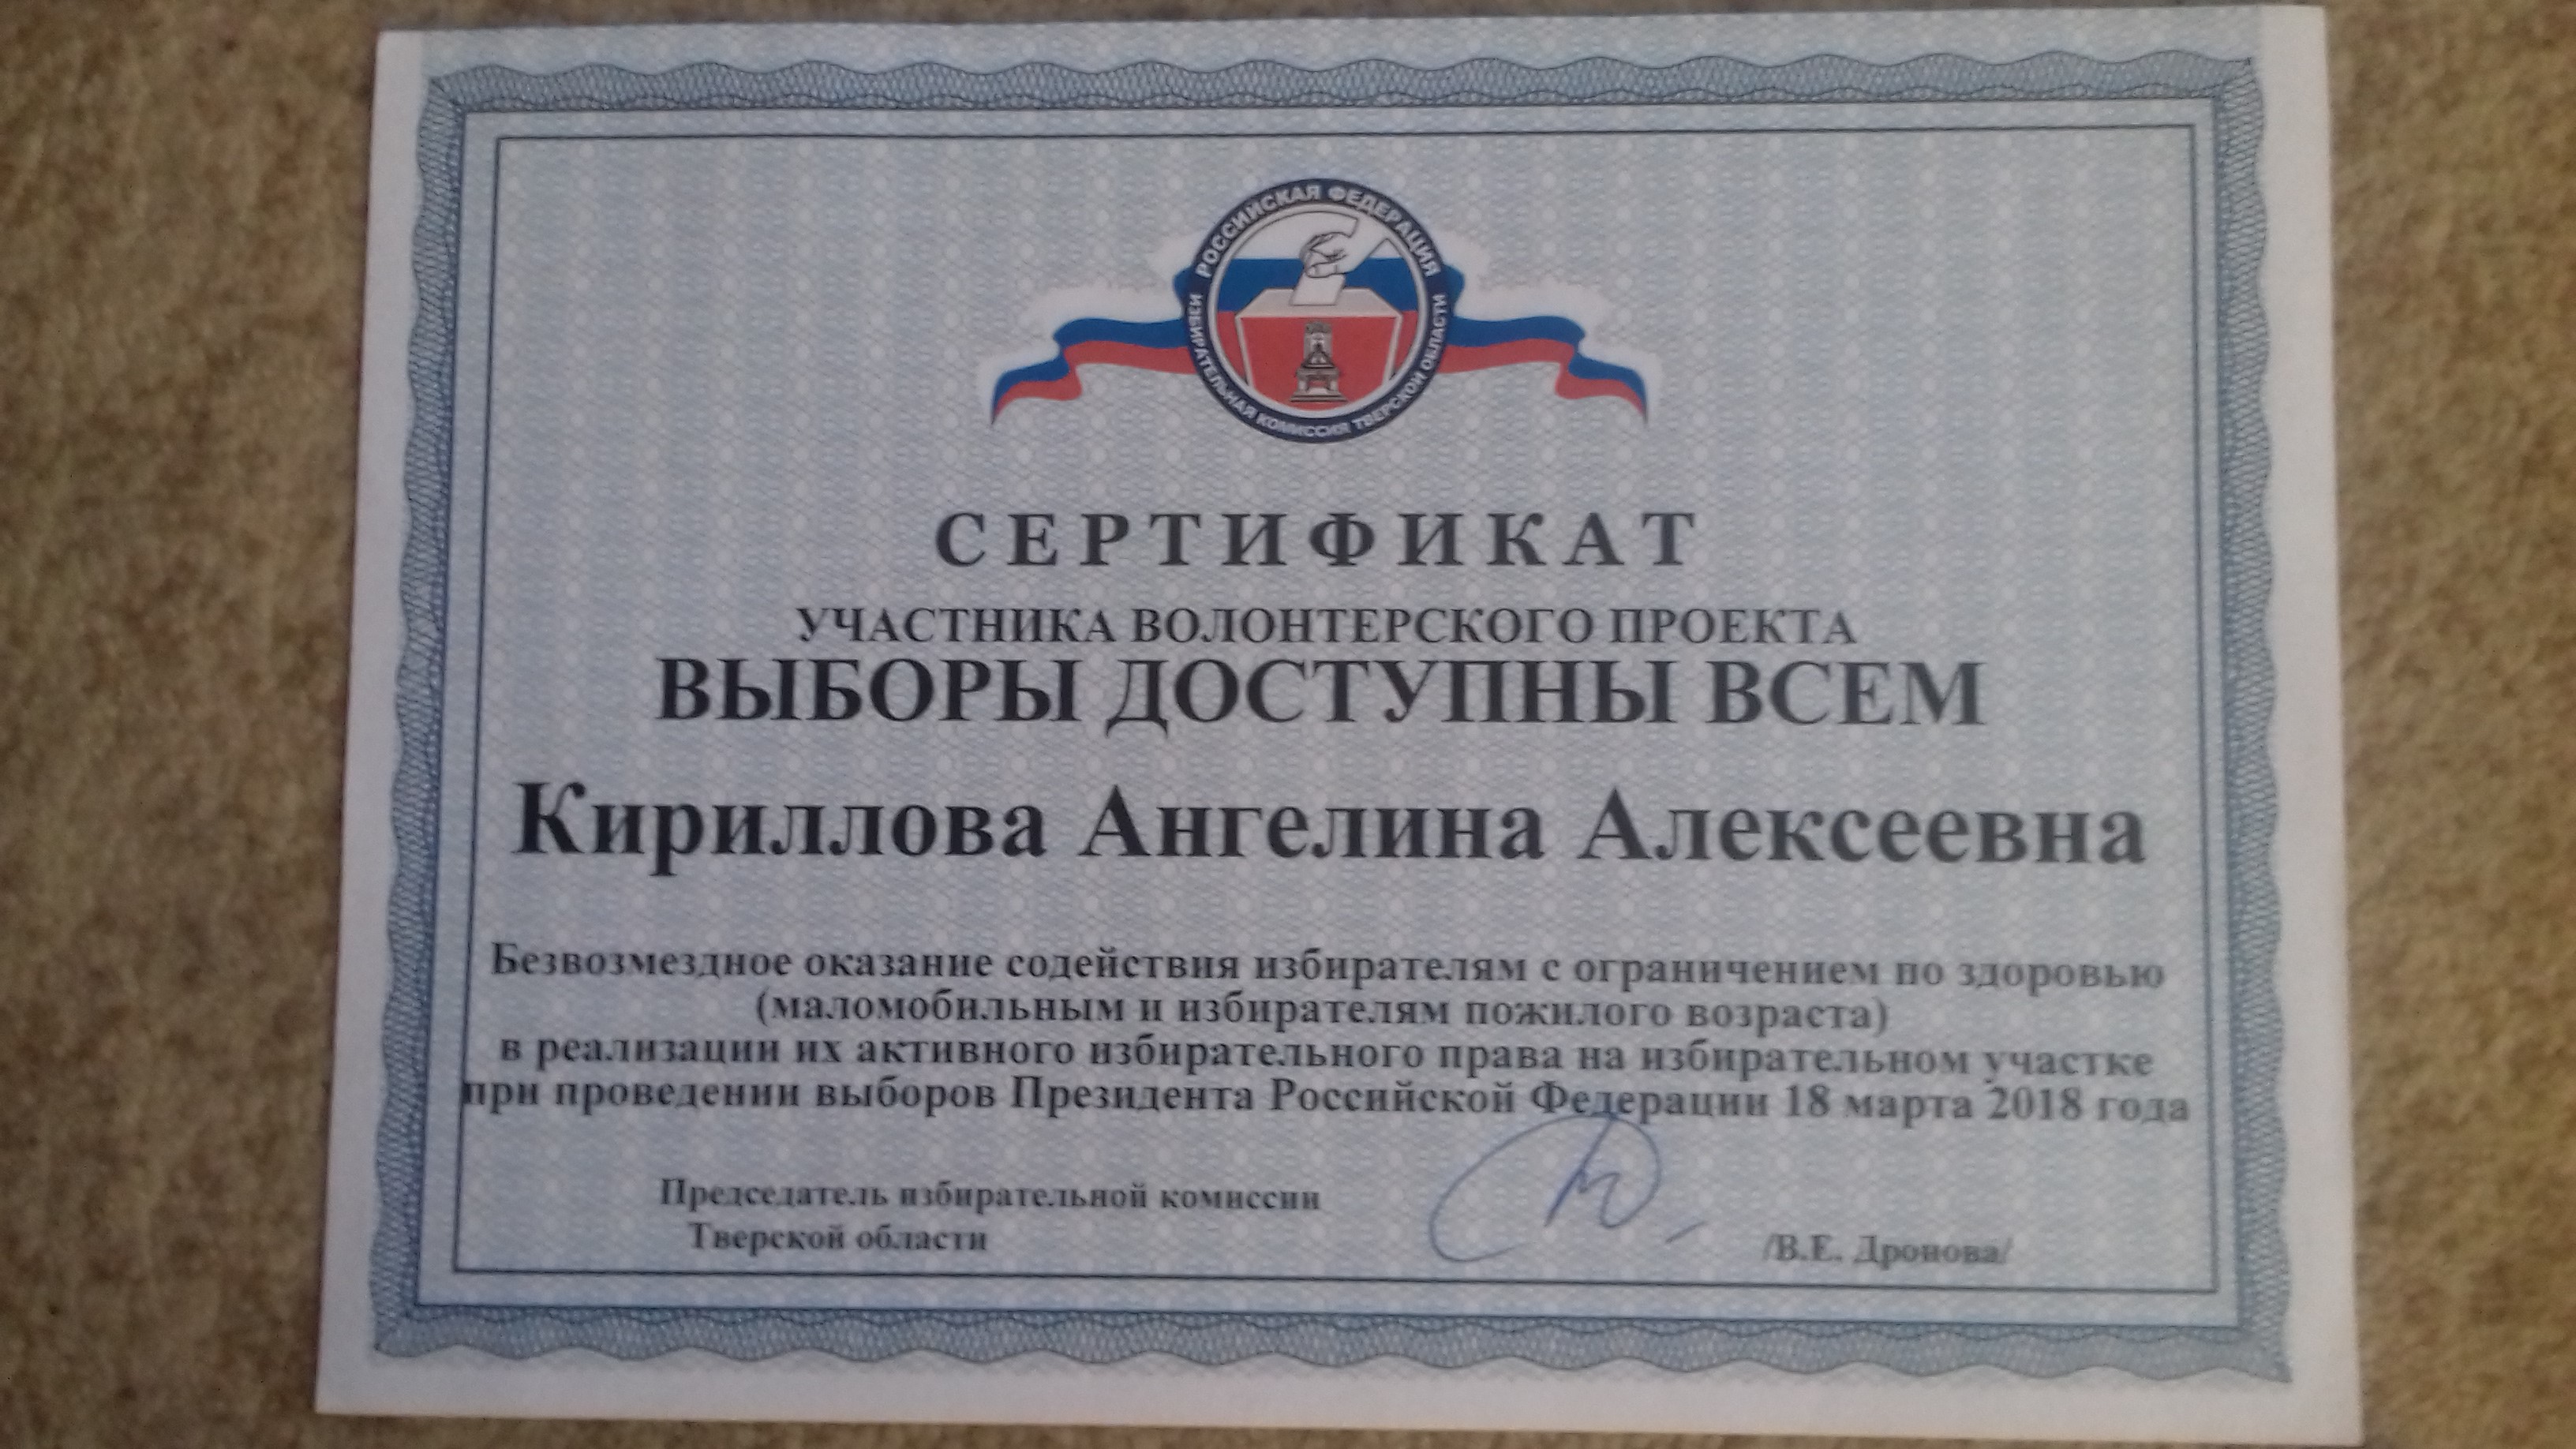 РОССИЙСКАЯ ФЕДЕРАЦИЯ
ИЗБИРАТЕЛЬНАЯ КОМИССИЯ ТВЕРСКОЙ ОБЛАСТИ
СЕРТИФИКАТ
УЧАСТНИКА ВОЛОНТЕРСКОГО ПРОЕКТА
ВЫБОРЫ ДОСТУПНЫ ВСЕМ
Кириллова Ангелина Алексеевна
Безвозмездное оказание содействия избирателям с ограничением по здоровью
(маломобильным и избирателям пожилого возраста)
в реализации их активного избирательного права на избирательном участке
при проведении выборов Президента Российской Федерации 18 марта 2018 года
Председатель избирательной комиссии
Тверской области /В.Е. Дронова/